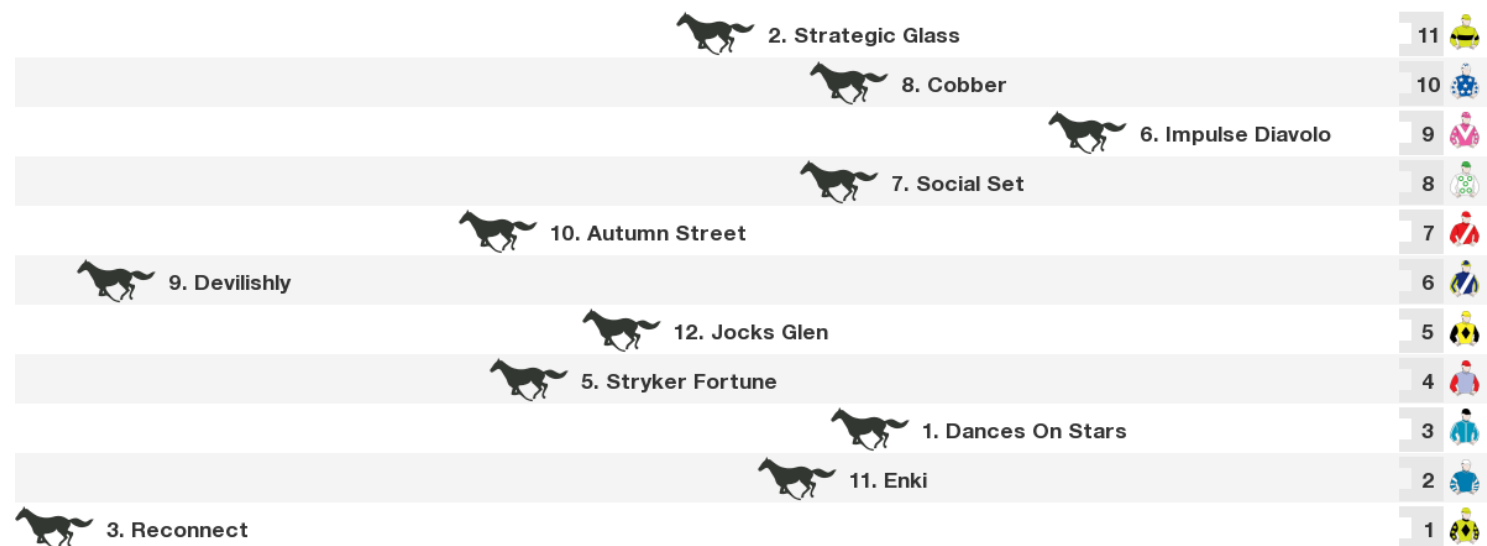 2. Strategic Glass 11
8. Cobber 10
6. Impulse Diavolo 9
7. Social Set 8
10. Autumn Street 7
9. Devilishly 6
12. Jocks Glen 5
5. Stryker Fortune 4
1. Dances On Stars 3
11. Enki 2
3. Reconnect 1